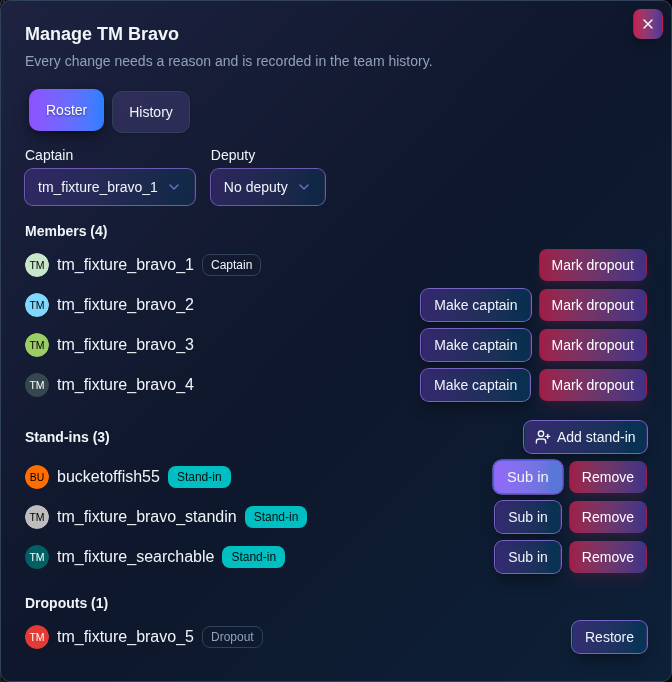 Manage TM Bravo
Every change needs a reason and is recorded in the team history.
Roster History
Captain Deputy
tm_fixture_bravo_1 No deputy
Members (4)
TM tm_fixture_bravo_1 Captain Mark dropout
TM tm_fixture_bravo_2 Make captain Mark dropout
TM tm_fixture_bravo_3 Make captain Mark dropout
TM tm_fixture_bravo_4 Make captain Mark dropout
Stand-ins (3) Add stand-in
BU bucketoffish55 Stand-in Sub in Remove
TM tm_fixture_bravo_standin Stand-in Sub in Remove
TM tm_fixture_searchable Stand-in Sub in Remove
Dropouts (1)
TM tm_fixture_bravo_5 Dropout Restore